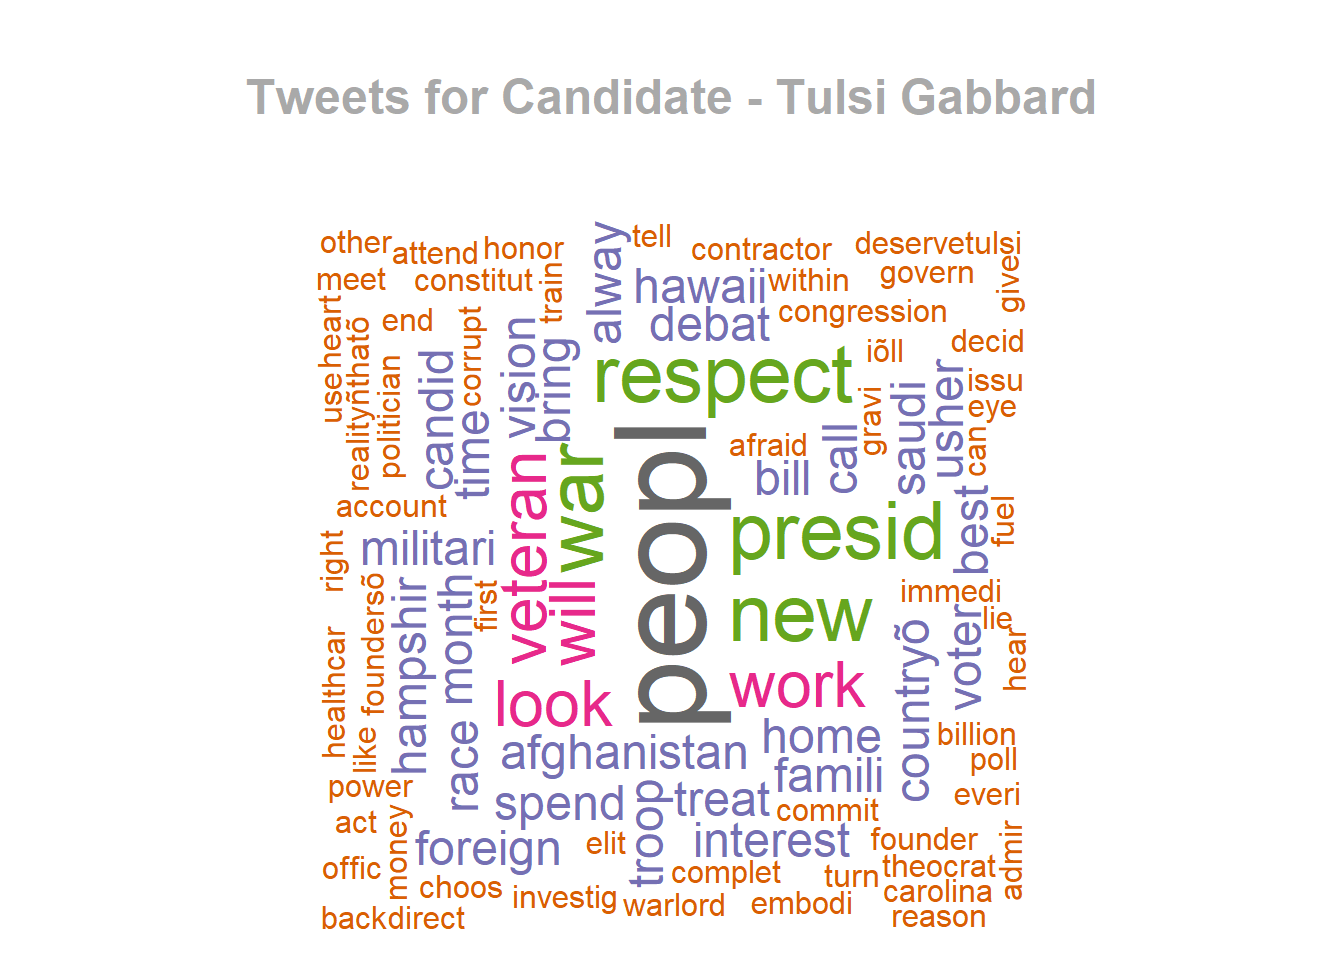 Tweets for Candidate - Tulsi Gabbard
other
attend
honor
tell
contractor
deservetulsi
meet
constitut
train
alway
hawaii
within
govern
give
heart
end
corrupt
vision
bring
debat
congression
iõll
decid
use
realityñthatõ
politician
candid
time
respect
gravi
saudi
usher
issu
eye
can
afraid
call
bill
account
veteran
war
peopl
presid
best
fuel
right
militari
foundersõ
hampshir
month
first
will
new
immedi
lie
voter
hear
healthcar
like
race
look
work
countryõ
afghanistan
home
billion
poll
power
spend
troop
treat
famili
commit
everi
act
money
foreign
elit
interest
founder
theocrat
admir
offic
choos
investig
complet
turn
carolina
backdirect
warlord
embodi
reason